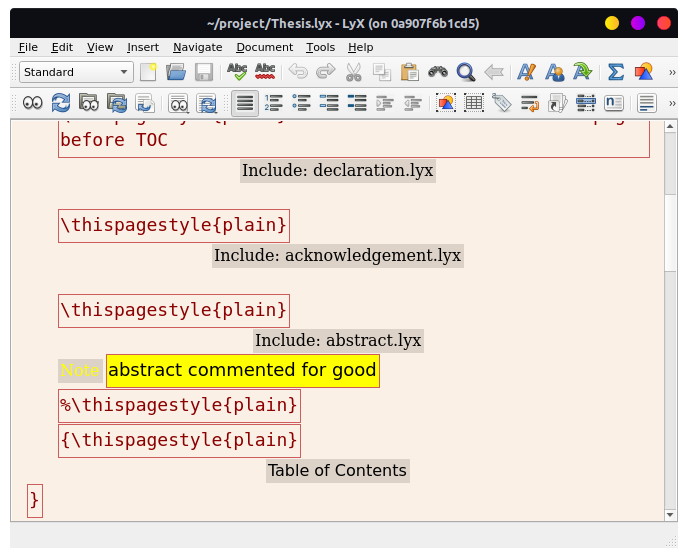 ~/project/Thesis.lyx - LyX (on 0a907f6b1cd5)
File Edit View Insert Navigate Document Tools Help
Standard
Abc Abc
before TOC
Include: declaration.lyx
\thispagestyle{plain}
Include: acknowledgement.lyx
\thispagestyle{plain}
Include: abstract.lyx
Note abstract commented for good
%\thispagestyle{plain}
{\thispagestyle{plain}
Table of Contents
}